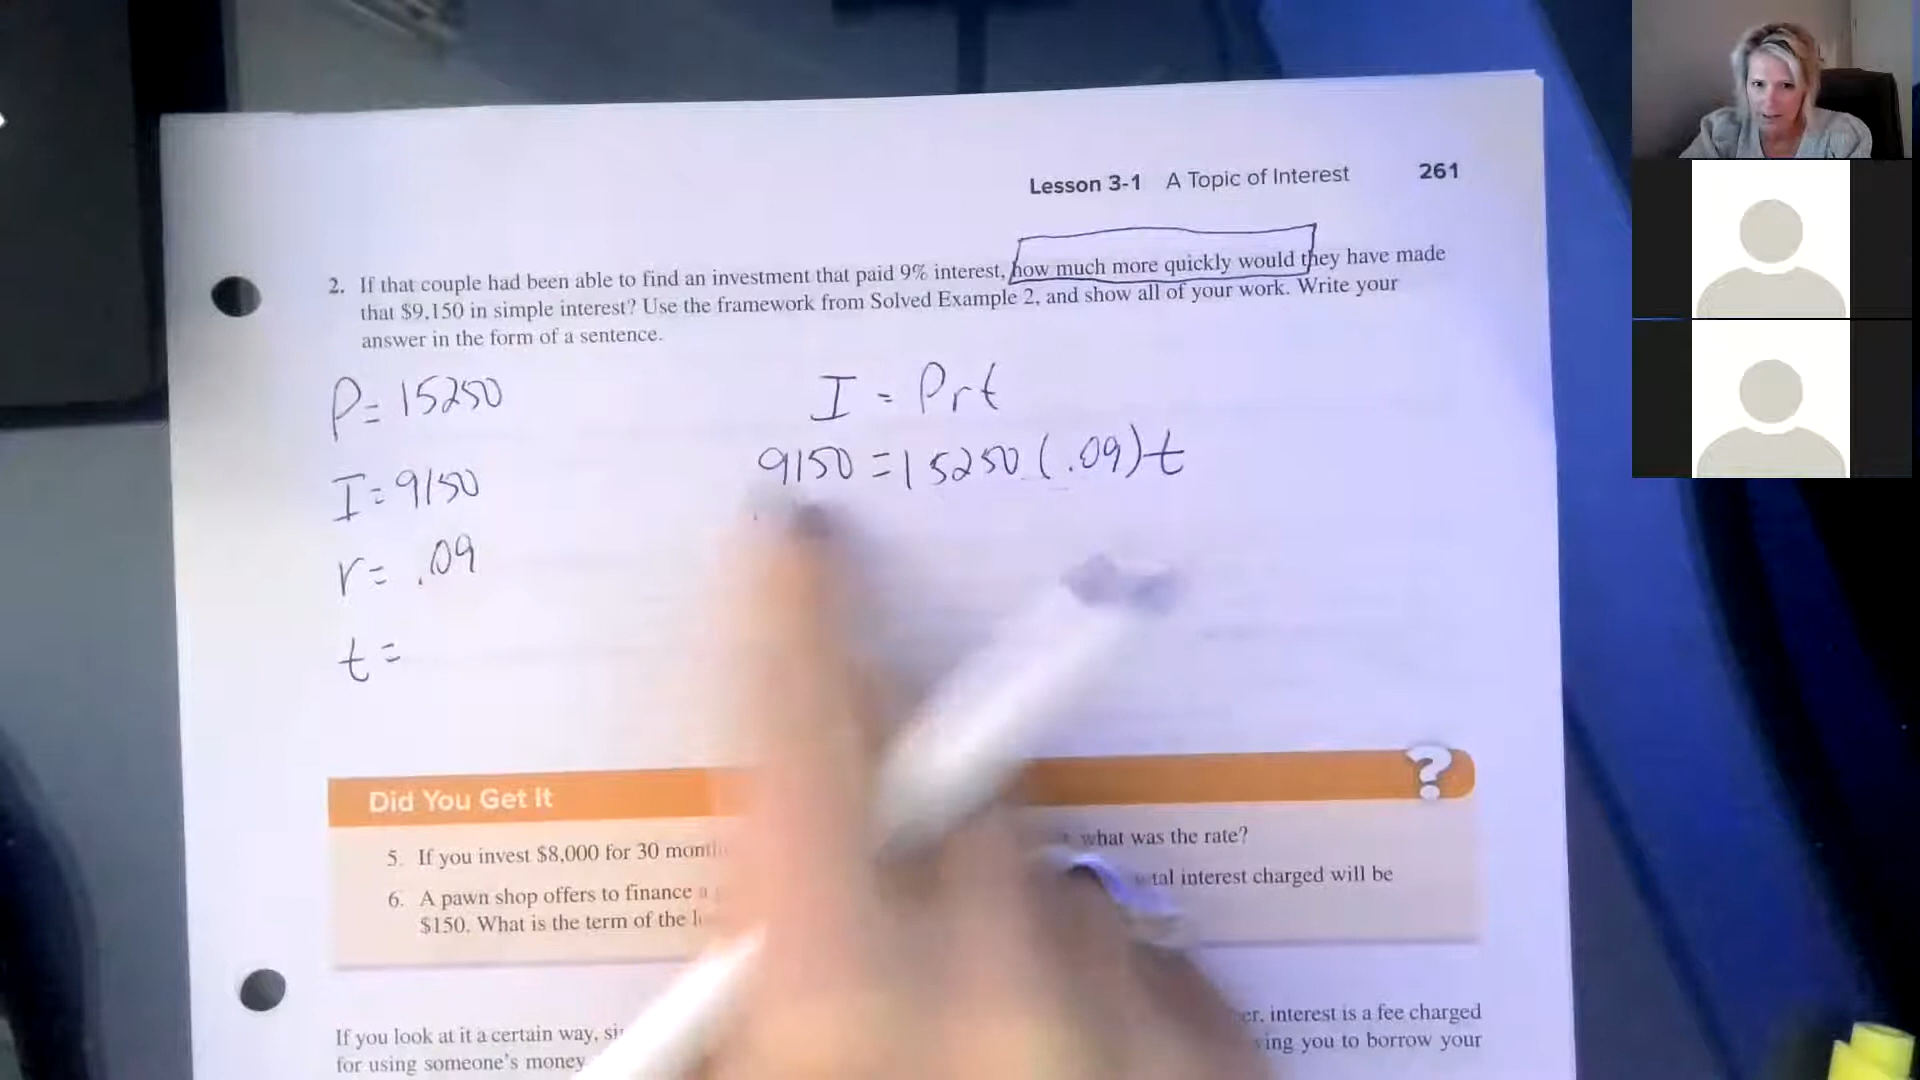 Lesson 3-1 A Topic of Interest 261
2. If that couple had been able to find an investment that paid 9% interest, how much more quickly would they have made
that $9,150 in simple interest? Use the framework from Solved Example 2, and show all of your work. Write your
answer in the form of a sentence.
P = 15250
I = 9150
r = .09
t =
I = Prt
9150 = 15250 (.09) t
Did You Get It ?
5. If you invest $8,000 for 30 what was the rate?
6. A pawn shop offers to finance interest charged will be
$150. What is the term of the
If you look at it a certain way, interest is a fee charged
for using someone's money you to borrow your